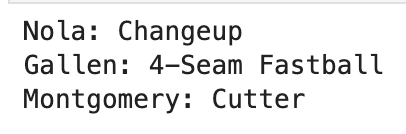 Nola: Changeup
Gallen: 4-Seam Fastball
Montgomery: Cutter